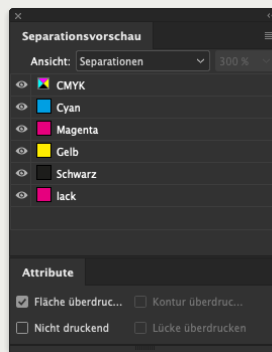 Separationsvorschau
Ansicht: Separationen 300 %
CMYK
Cyan
Magenta
Gelb
Schwarz
lack
Attribute
Fläche überdruc... Kontur überdruc...
Nicht druckend Lücke überdrucken